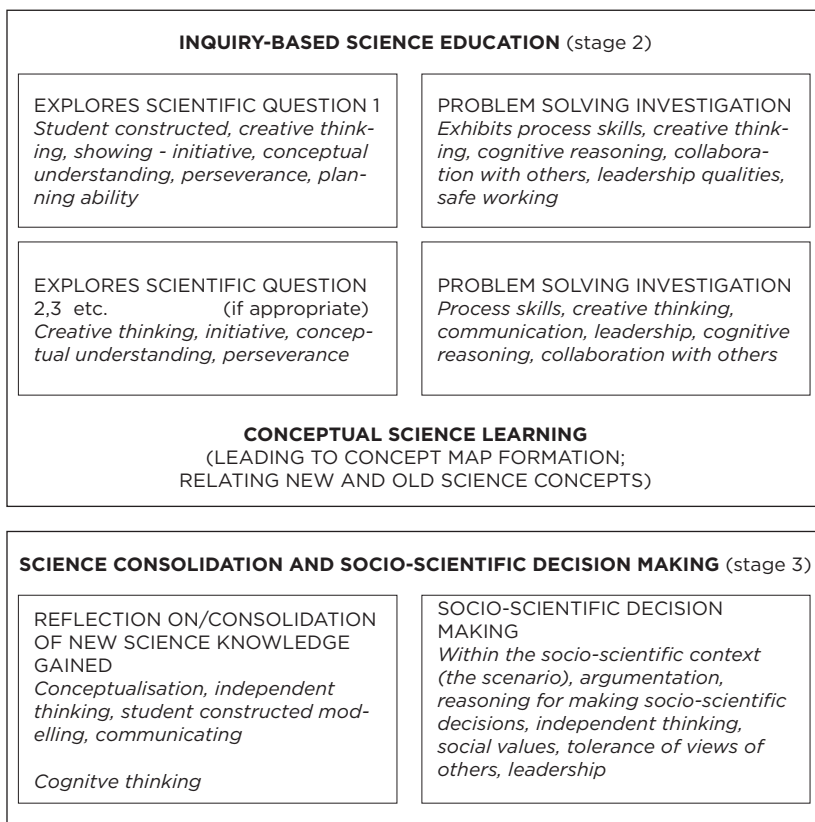 INQUIRY-BASED SCIENCE EDUCATION (stage 2)
EXPLORES SCIENTIFIC QUESTION 1
Student constructed, creative think-
ing, showing - initiative, conceptual
understanding, perseverance, plan-
ning ability
PROBLEM SOLVING INVESTIGATION
Exhibits process skills, creative think-
ing, cognitive reasoning, collabora-
tion with others, leadership qualities,
safe working
EXPLORES SCIENTIFIC QUESTION
2,3 etc. (if appropriate)
Creative thinking, initiative, concep-
tual understanding, perseverance
PROBLEM SOLVING INVESTIGATION
Process skills, creative thinking,
communication, leadership, cognitive
reasoning, collaboration with others
CONCEPTUAL SCIENCE LEARNING
(LEADING TO CONCEPT MAP FORMATION;
RELATING NEW AND OLD SCIENCE CONCEPTS)
SCIENCE CONSOLIDATION AND SOCIO-SCIENTIFIC DECISION MAKING (stage 3)
REFLECTION ON/CONSOLIDATION
OF NEW SCIENCE KNOWLEDGE
GAINED
Conceptualisation, independent
thinking, student constructed mod-
elling, communicating
Cognitve thinking
SOCIO-SCIENTIFIC DECISION
MAKING
Within the socio-scientific context
(the scenario), argumentation,
reasoning for making socio-scientific
decisions, independent thinking,
social values, tolerance of views of
others, leadership